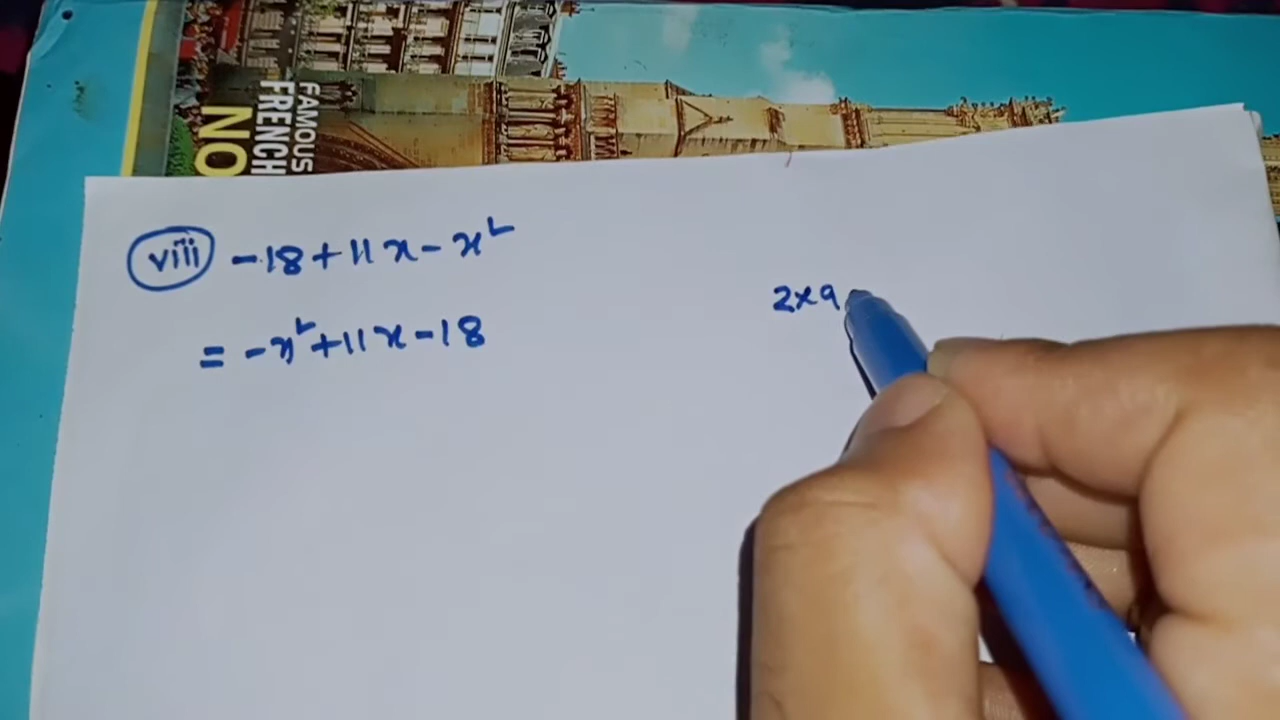 FAMOUS
FRENCH
NO
viii -18+11x-x²
2×9
= -x²+11x-18